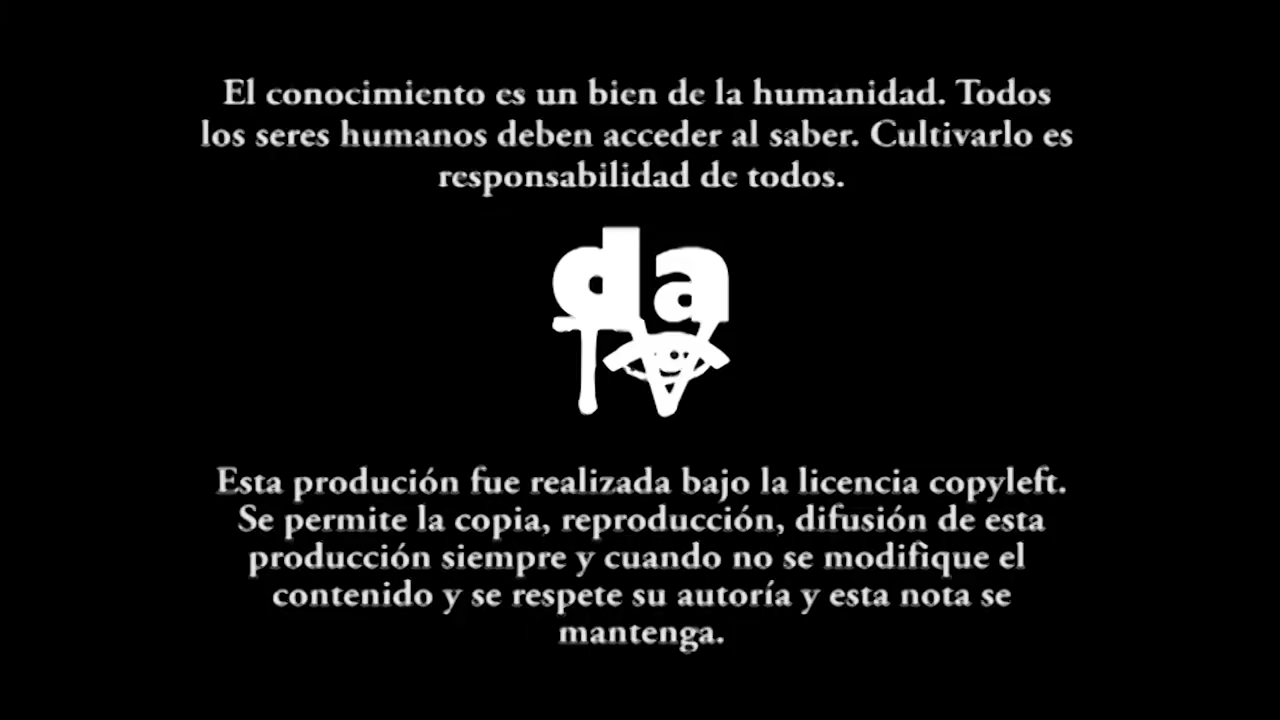 El conocimiento es un bien de la humanidad. Todos
los seres humanos deben acceder al saber. Cultivarlo es
responsabilidad de todos.
da
TV
Esta produción fue realizada bajo la licencia copyleft.
Se permite la copia, reproducción, difusión de esta
producción siempre y cuando no se modifique el
contenido y se respete su autoría y esta nota se
mantenga.